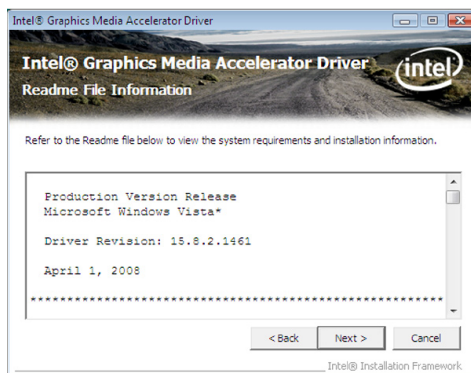 Intel® Graphics Media Accelerator Driver
Intel® Graphics Media Accelerator Driver
Readme File Information
intel
Refer to the Readme file below to view the system requirements and installation information.
Production Version Release
Microsoft Windows Vista*
Driver Revision: 15.8.2.1461
April 1, 2008
********************************************************
< Back
Next >
Cancel
Intel® Installation Framework